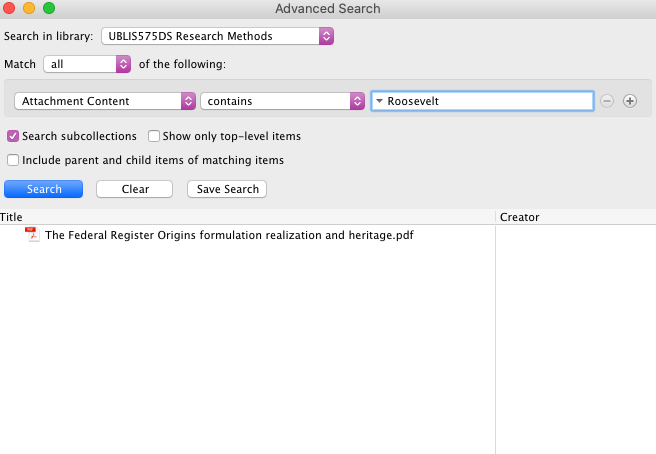 Advanced Search
Search in library: UBLIS575DS Research Methods
Match all of the following:
Attachment Content contains Roosevelt
Search subcollections Show only top-level items
Include parent and child items of matching items
Search Clear Save Search
Title Creator
The Federal Register Origins formulation realization and heritage.pdf